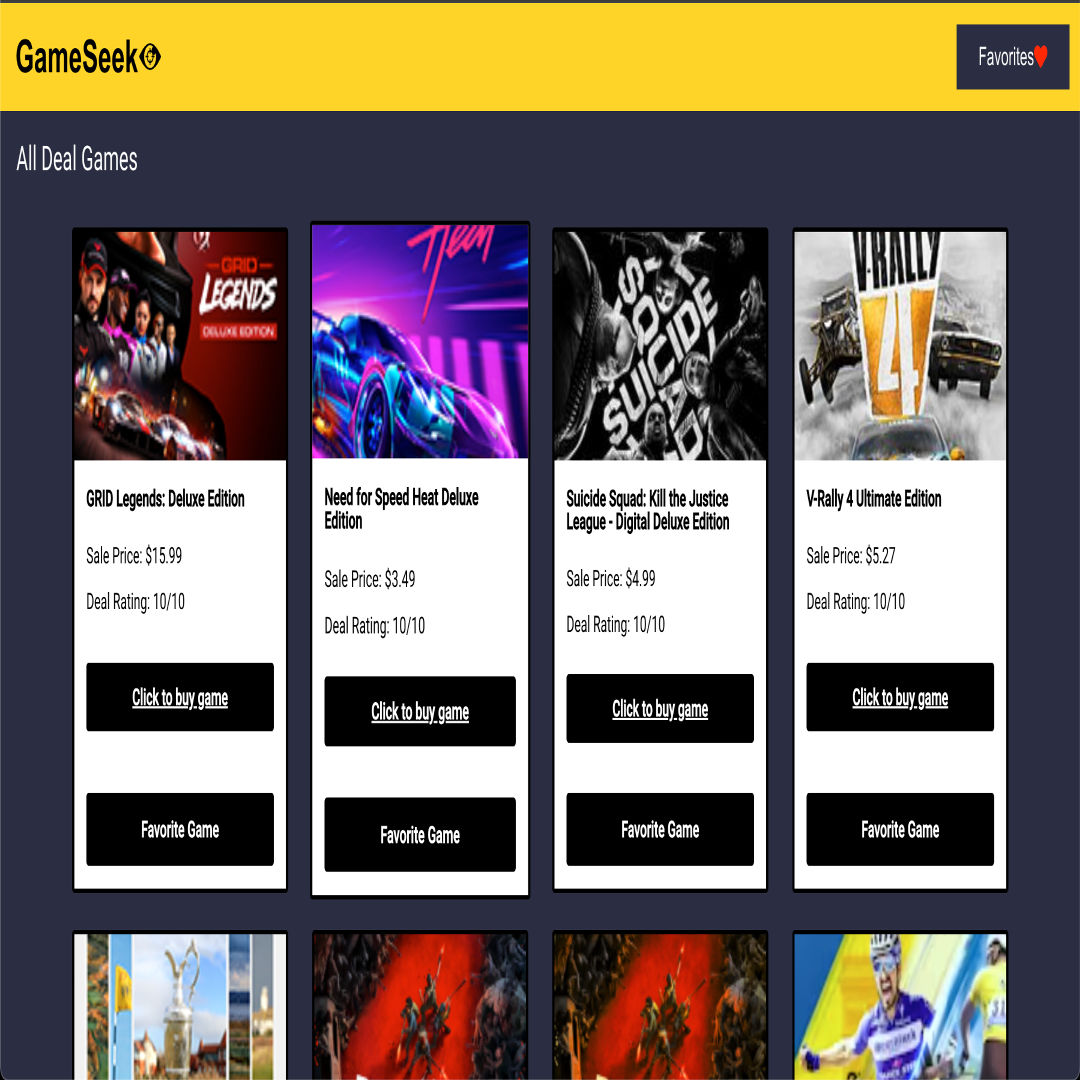 GameSeek
Favorites
All Deal Games
GRID
LEGENDS
DELUXE EDITION
Heat
SUICIDE
V-RALLY
4
GRID Legends: Deluxe Edition
Sale Price: $15.99
Deal Rating: 10/10
Click to buy game
Favorite Game
Need for Speed Heat Deluxe
Edition
Sale Price: $3.49
Deal Rating: 10/10
Click to buy game
Favorite Game
Suicide Squad: Kill the Justice
League - Digital Deluxe Edition
Sale Price: $4.99
Deal Rating: 10/10
Click to buy game
Favorite Game
V-Rally 4 Ultimate Edition
Sale Price: $5.27
Deal Rating: 10/10
Click to buy game
Favorite Game